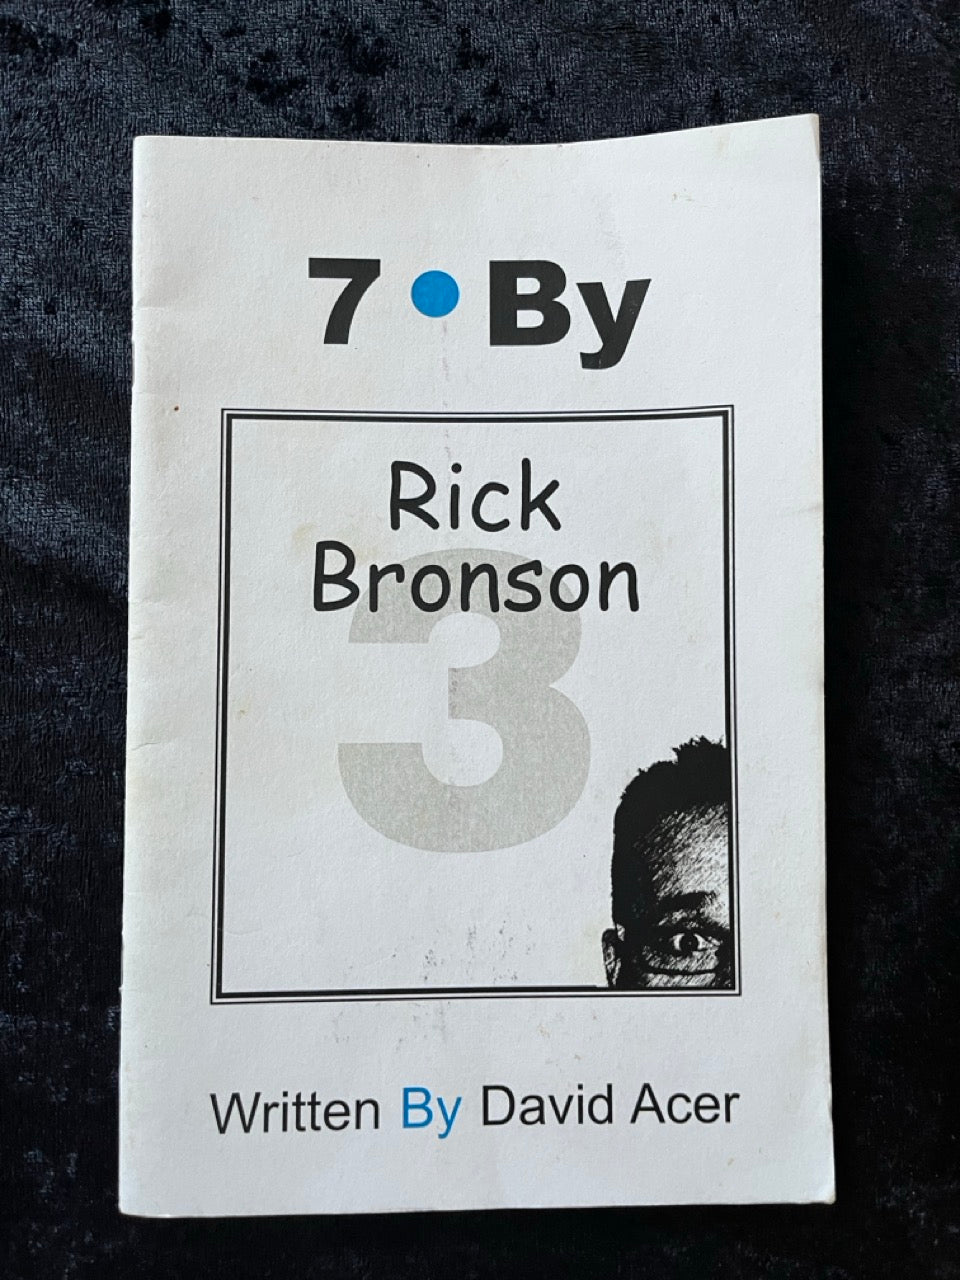 7 • By
Rick
Bronson
3
Written By David Acer